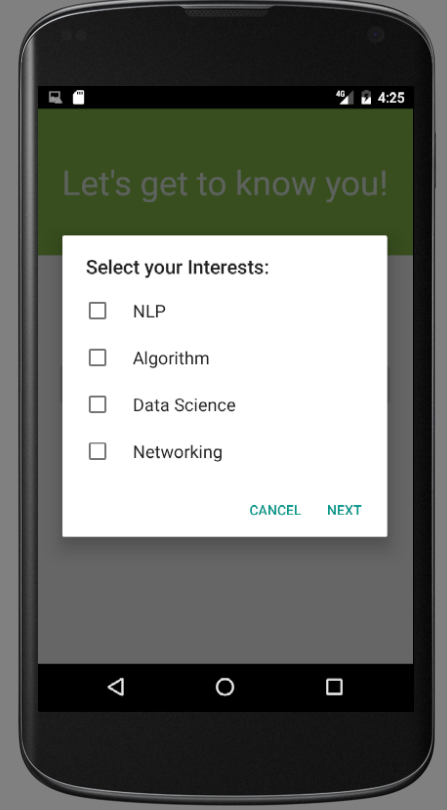 4G 4:25
Let's get to know you!
Select your Interests:
NLP
Algorithm
Data Science
Networking
CANCEL NEXT